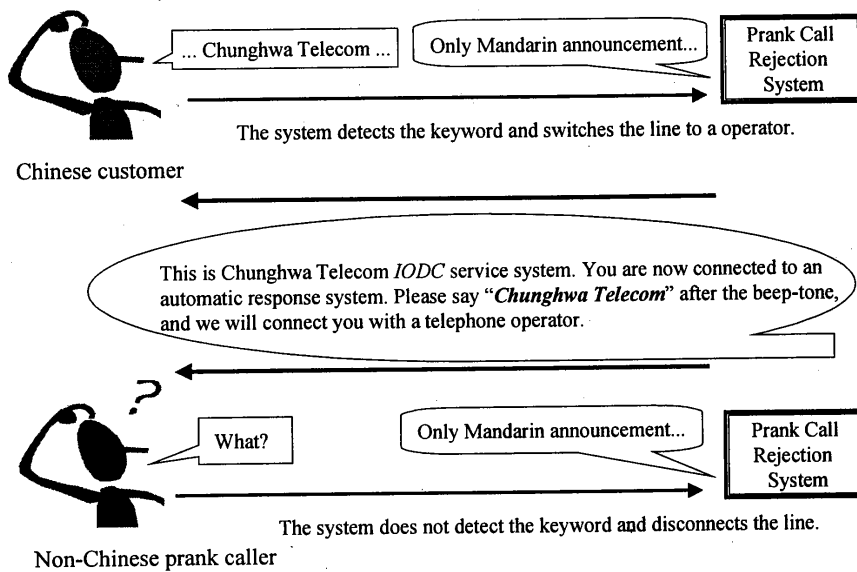 ... Chunghwa Telecom ...
Only Mandarin announcement...
Prank Call
Rejection
System
The system detects the keyword and switches the line to a operator.
Chinese customer
This is Chunghwa Telecom IODC service system. You are now connected to an
automatic response system. Please say “Chunghwa Telecom” after the beep-tone,
and we will connect you with a telephone operator.
?
What?
Only Mandarin announcement...
Prank Call
Rejection
System
The system does not detect the keyword and disconnects the line.
Non-Chinese prank caller